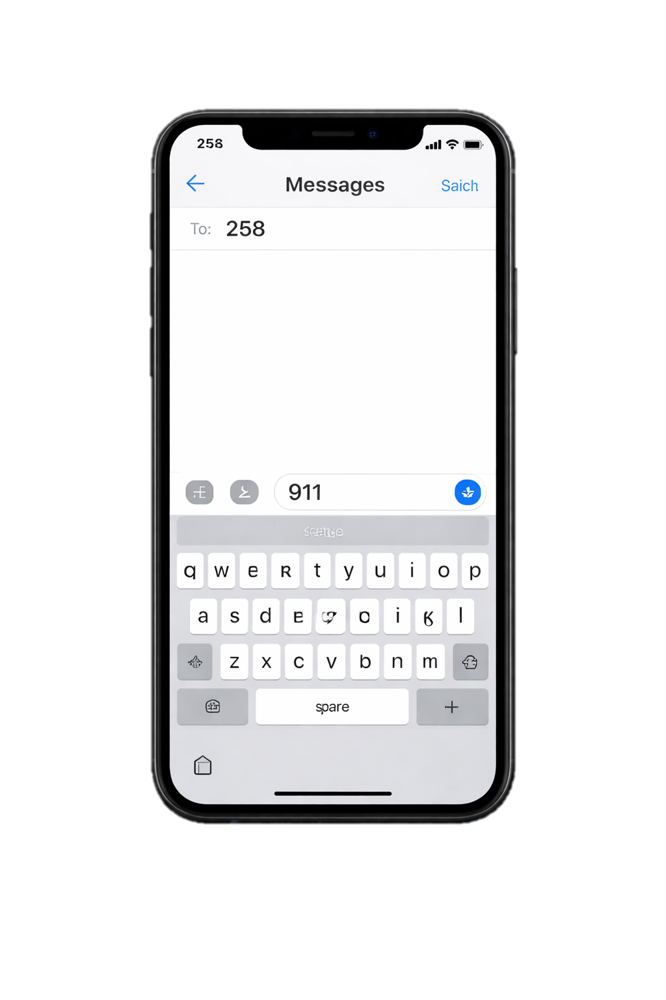 258
Messages Saich
To: 258
911
q w e R t y u i o p
a s d i l
z x c v b n m
spare